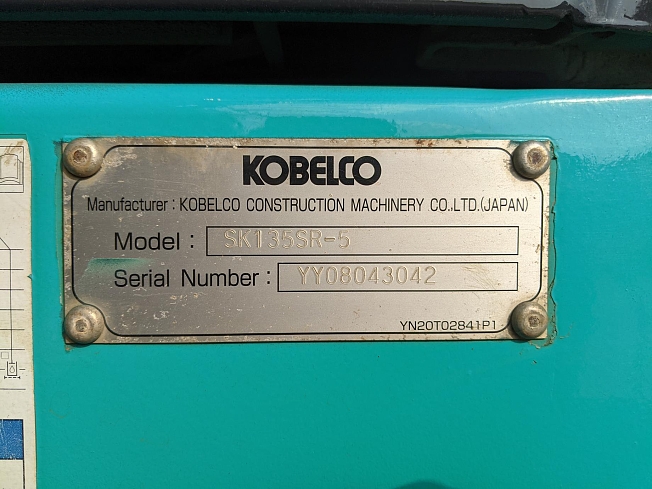 KOBELCO
Manufacturer : KOBELCO CONSTRUCTION MACHINERY CO.,LTD.(JAPAN)
Model : SK135SR-5
Serial Number : YY08043042
YN20T02841P1